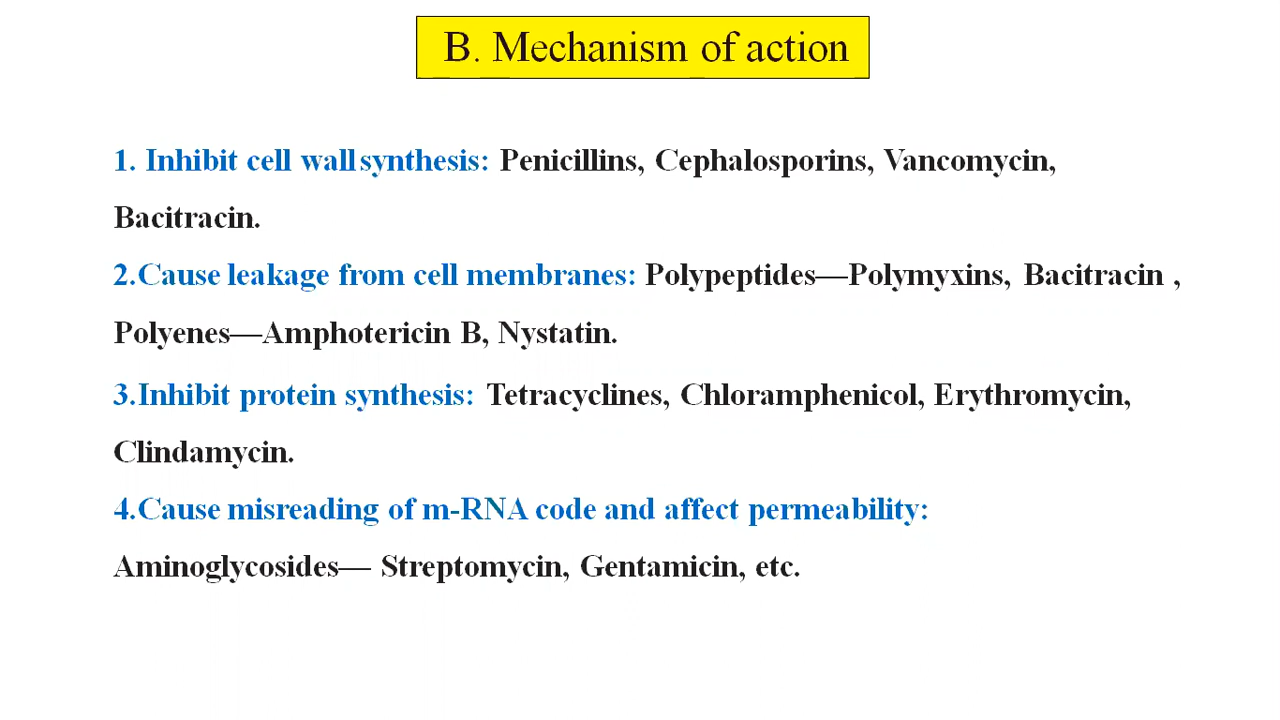 B. Mechanism of action
1. Inhibit cell wall synthesis: Penicillins, Cephalosporins, Vancomycin,
Bacitracin.
2.Cause leakage from cell membranes: Polypeptides—Polymyxins, Bacitracin ,
Polyenes—Amphotericin B, Nystatin.
3.Inhibit protein synthesis: Tetracyclines, Chloramphenicol, Erythromycin,
Clindamycin.
4.Cause misreading of m-RNA code and affect permeability:
Aminoglycosides— Streptomycin, Gentamicin, etc.